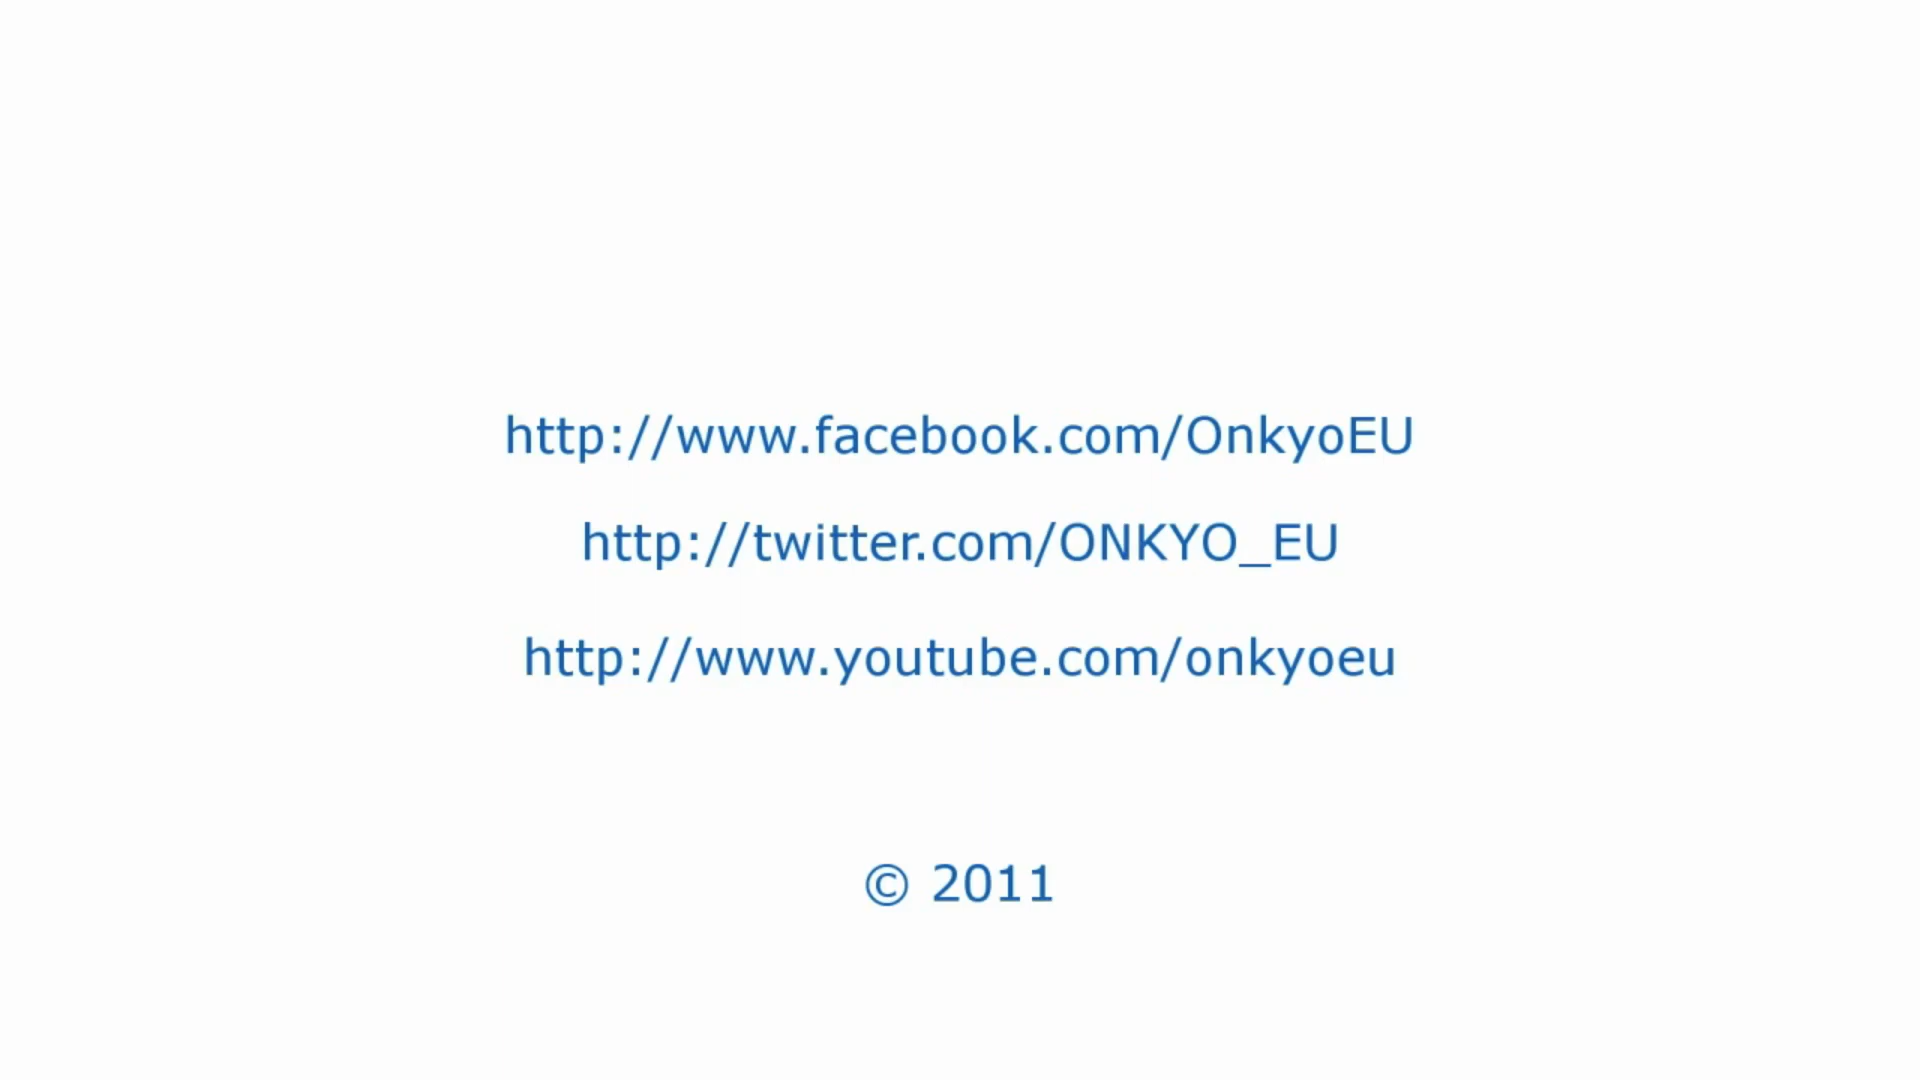 http://www.facebook.com/OnkyoEU
http://twitter.com/ONKYO_EU
http://www.youtube.com/onkyoeu
© 2011